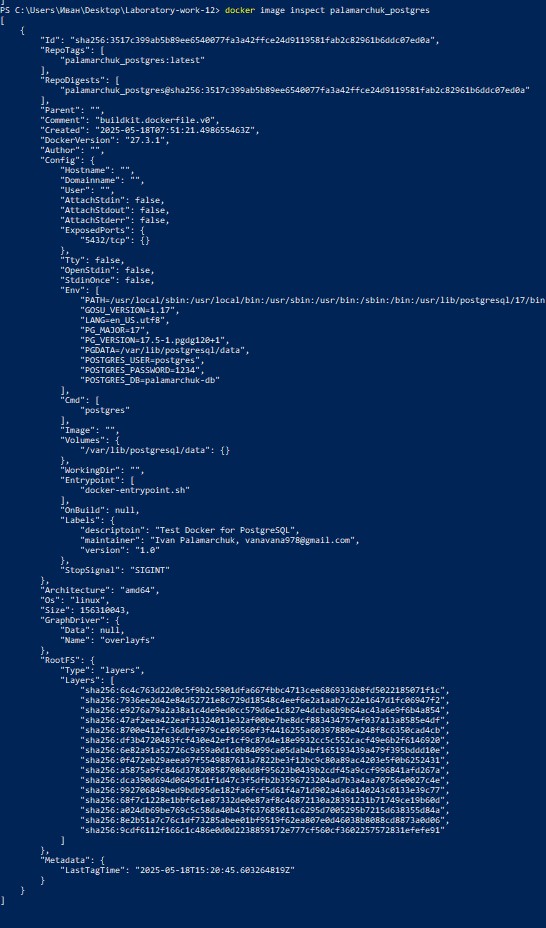 ]
PS C:\Users\Иван\Desktop\Laboratory-work-12> docker image inspect palamarchuk_postgres
[
    {
        "Id": "sha256:3517c399ab5b89ee6540077fa3a42ffce24d9119581fab2c82961b6ddc07ed0a",
        "RepoTags": [
            "palamarchuk_postgres:latest"
        ],
        "RepoDigests": [
            "palamarchuk_postgres@sha256:3517c399ab5b89ee6540077fa3a42ffce24d9119581fab2c82961b6ddc07ed0a"
        ],
        "Parent": "",
        "Comment": "buildkit.dockerfile.v0",
        "Created": "2025-05-18T07:51:21.498655463Z",
        "DockerVersion": "27.3.1",
        "Author": "",
        "Config": {
            "Hostname": "",
            "Domainname": "",
            "User": "",
            "AttachStdin": false,
            "AttachStdout": false,
            "AttachStderr": false,
            "ExposedPorts": {
                "5432/tcp": {}
            },
            "Tty": false,
            "OpenStdin": false,
            "StdinOnce": false,
            "Env": [
                "PATH=/usr/local/sbin:/usr/local/bin:/usr/sbin:/usr/bin:/sbin:/bin:/usr/lib/postgresql/17/bin
                "GOSU_VERSION=1.17",
                "LANG=en_US.utf8",
                "PG_MAJOR=17",
                "PG_VERSION=17.5-1.pgdg120+1",
                "PGDATA=/var/lib/postgresql/data",
                "POSTGRES_USER=postgres",
                "POSTGRES_PASSWORD=1234",
                "POSTGRES_DB=palamarchuk-db"
            ],
            "Cmd": [
                "postgres"
            ],
            "Image": "",
            "Volumes": {
                "/var/lib/postgresql/data": {}
            },
            "WorkingDir": "",
            "Entrypoint": [
                "docker-entrypoint.sh"
            ],
            "OnBuild": null,
            "Labels": {
                "descriptoin": "Test Docker for PostgreSQL",
                "maintainer": "Ivan Palamarchuk, vanavana978@gmail.com",
                "version": "1.0"
            },
            "StopSignal": "SIGINT"
        },
        "Architecture": "amd64",
        "Os": "linux",
        "Size": 156310043,
        "GraphDriver": {
            "Data": null,
            "Name": "overlayfs"
        },
        "RootFS": {
            "Type": "layers",
            "Layers": [
                "sha256:6c4c763d22d0c5f9b2c5901dfa667fbbc4713cee6869336b8fd5022185071f1c",
                "sha256:7936ee2d42e84d52721e8c729d18548c4eef6e2a1aab7c22e1647d1fc06947f2",
                "sha256:e9276a79a2a38a1c4de9ed0cc579d6e1c827e4dcba6b9b64ac43a6e9f6b4a854",
                "sha256:47af2eea422eaf31324013e32af00be7be8dcf883434757ef037a13a8585e4df",
                "sha256:8700e412fc36dbfe979ce109560f3f4416255a60397880e4248f8c6350cad4cb",
                "sha256:df3b4720483fcf430e42ef1cf9c87d4e18e9932cc5c552cacf49e6b2f6146920",
                "sha256:6e82a91a52726c9a59a0d1c0b84099ca05dab4bf165193439a479f395bddd10e",
                "sha256:0f472eb29aeea97f5549887613a7822be3f12bc9c80a89ac4203e5f0b6252431",
                "sha256:a5875a9fc846d378208587080dd8f95623b0439b2cdf45a9ccf996841afd267a",
                "sha256:dca390d694d06495d1f1d47c3f5dfb2b3596723204ad7b3a4aa70756e0027c4e",
                "sha256:992706849bed9bdb95de182fa6fcf5d61f4a71d902a4a6a140243c0133e39c77",
                "sha256:68f7c1228e1bbf6e1e87332de0e87af8c46872130a28391231b71749ce19b60d",
                "sha256:a024db69be769c5c58da40b43f637685011c6295d7005295b7215d638355d84a",
                "sha256:8e2b51a7c76c1df73285abee01bf9519f62ea807e0d46038b8088cd8873a0d06",
                "sha256:9cdf6112f166c1c486e0d0d2238859172e777cf560cf3602257572831efefe91"
            ]
        },
        "Metadata": {
            "LastTagTime": "2025-05-18T15:20:45.603264819Z"
        }
    }
]